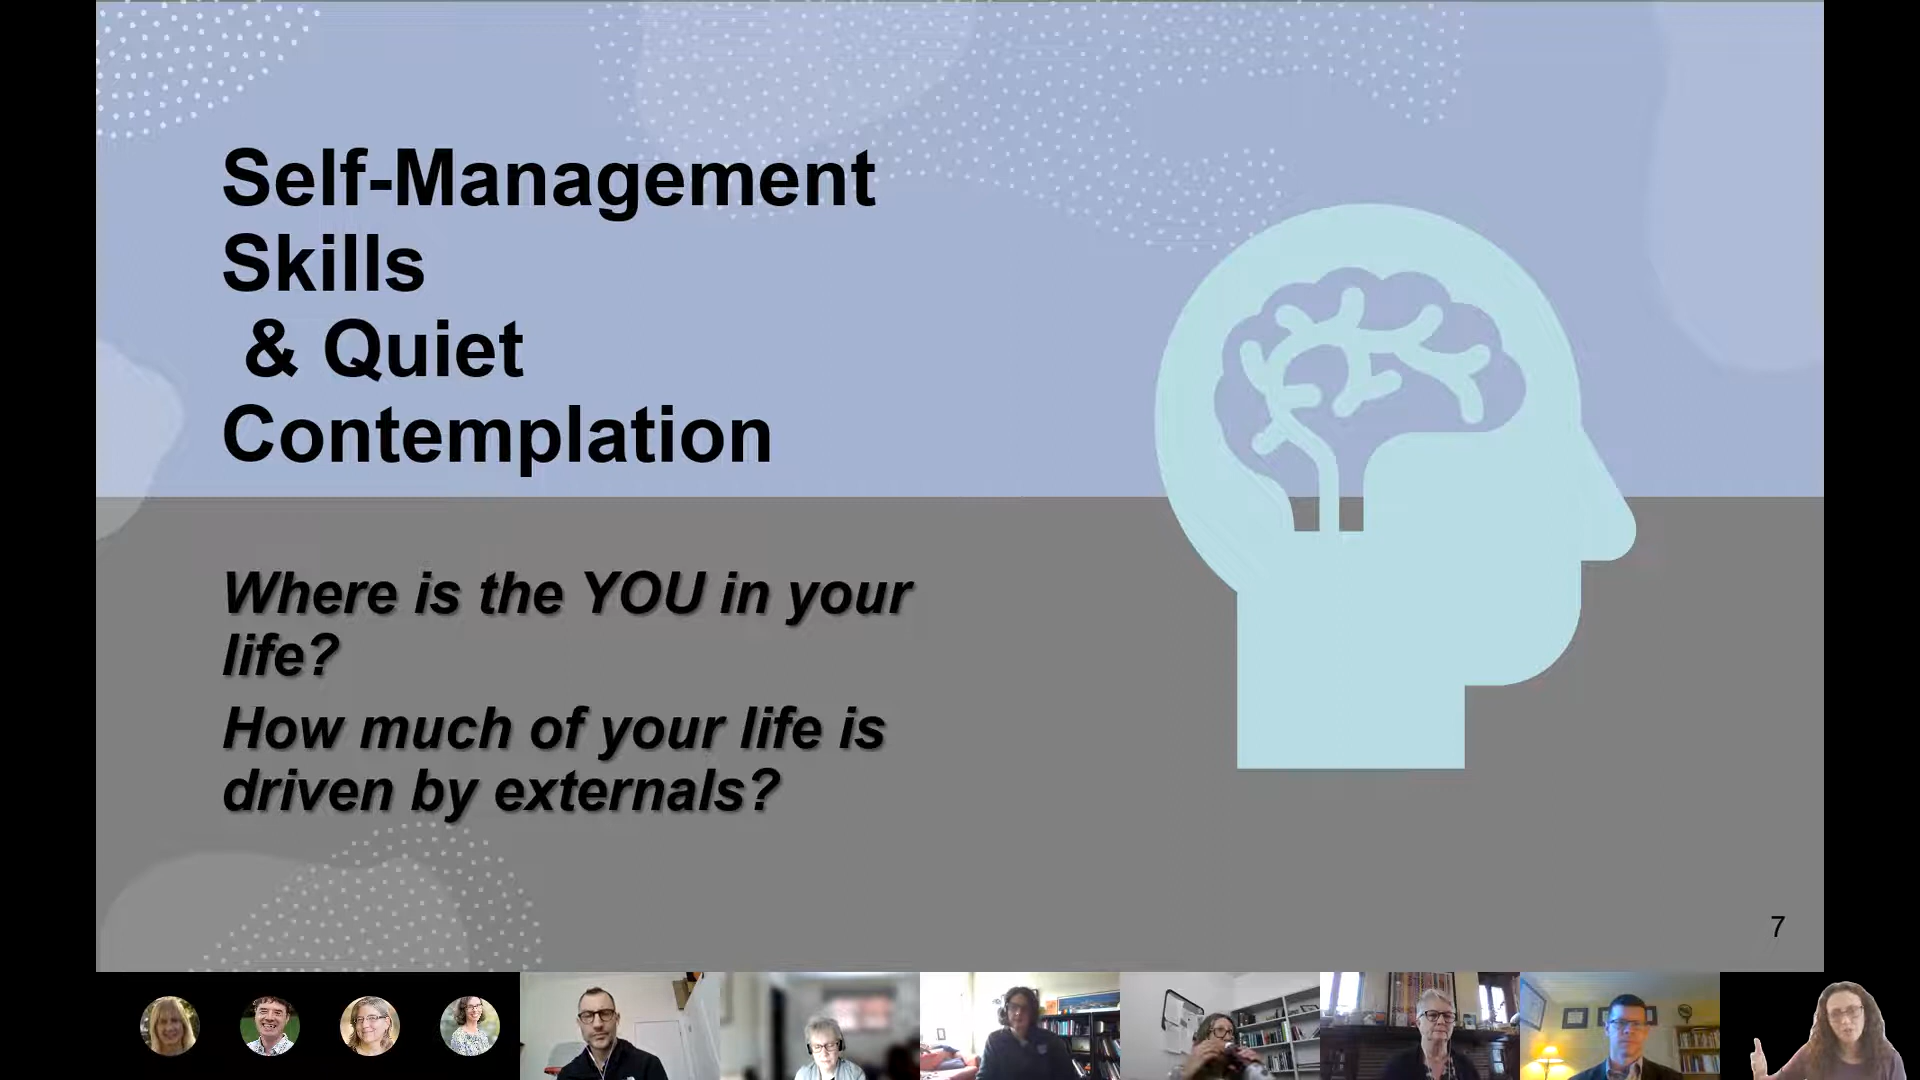 Self-Management
Skills
& Quiet
Contemplation
Where is the YOU in your
life?
How much of your life is
driven by externals?
7